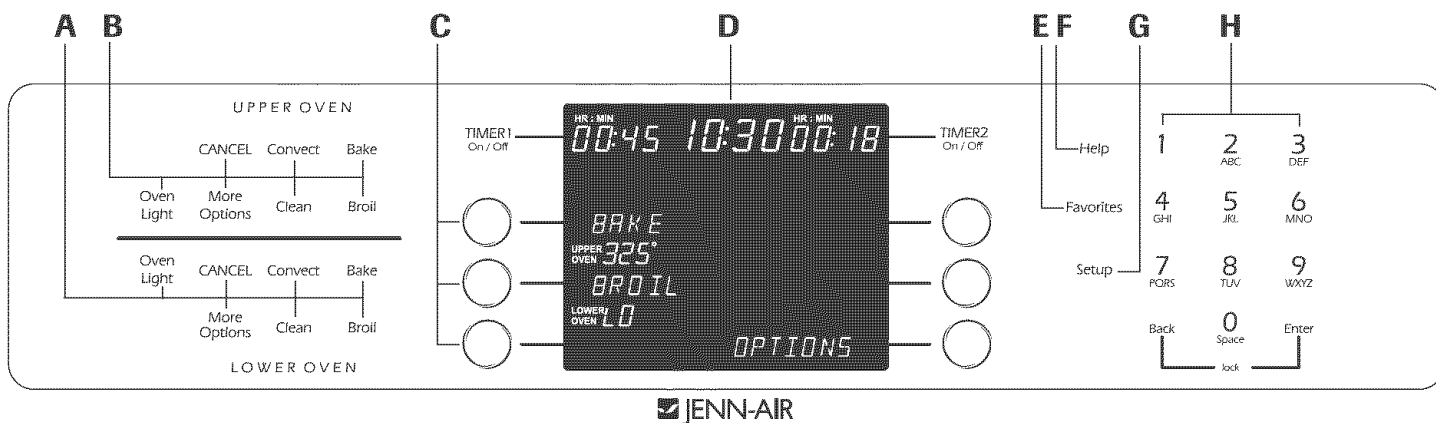 A B C D E F G H
UPPER OVEN
CANCEL Convect Bake
Oven Light More Options Clean Broil
Oven Light CANCEL Convect Bake
More Options Clean Broil
LOWER OVEN
TIMER1
On / Off
HR : MIN HR : MIN
00:45 10:30 00:18
TIMER2
On / Off
BAKE
UPPER OVEN 325°
BROIL
LOWER OVEN LO
OPTIONS
Help
Favorites
Setup
1 2 3
ABC DEF
4 5 6
GHI JKL MNO
7 8 9
PQRS TUV WXYZ
Back 0 Enter
Space
lock
JENN-AIR